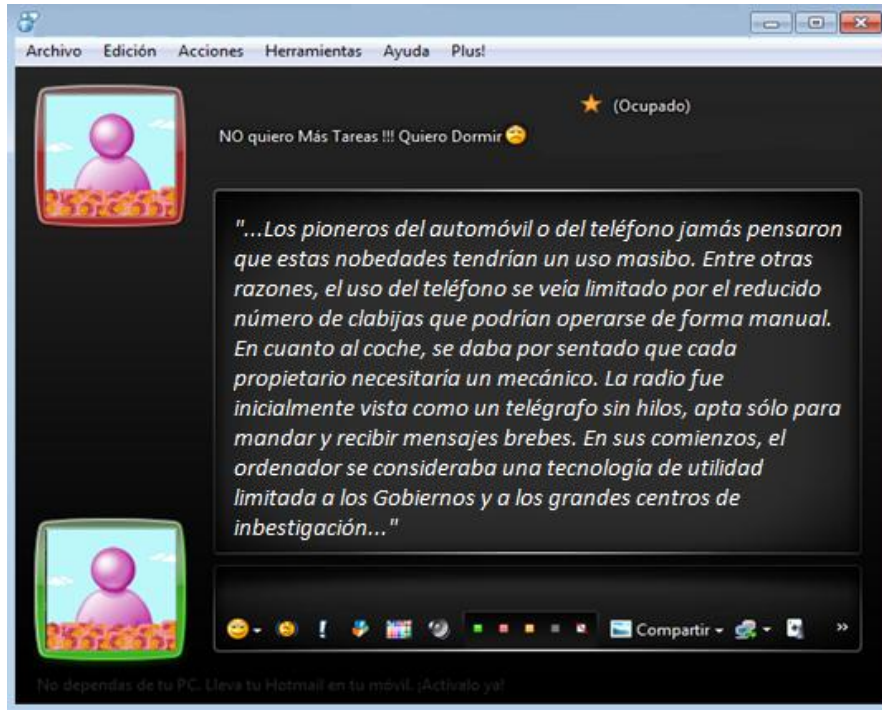 Archivo Edición Acciones Herramientas Ayuda Plus!
(Ocupado)
NO quiero Más Tareas !!! Quiero Dormir
"...Los pioneros del automóvil o del teléfono jamás pensaron
que estas nobedades tendrían un uso masibo. Entre otras
razones, el uso del teléfono se veía limitado por el reducido
número de clabijas que podrían operarse de forma manual.
En cuanto al coche, se daba por sentado que cada
propietario necesitaría un mecánico. La radio fue
inicialmente vista como un telégrafo sin hilos, apta sólo para
mandar y recibir mensajes brebes. En sus comienzos, el
ordenador se consideraba una tecnología de utilidad
limitada a los Gobiernos y a los grandes centros de
inbestigación..."
Compartir
No dependas de tu PC. Lleva tu Hotmail en tu móvil. ¡Actívalo ya!